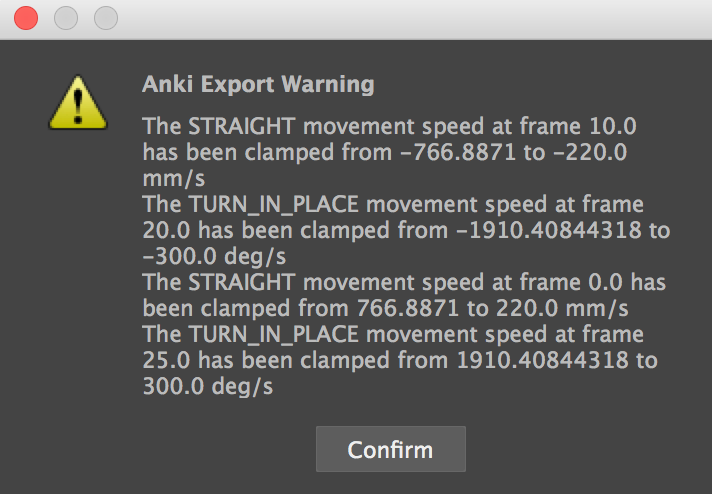 Anki Export Warning
The STRAIGHT movement speed at frame 10.0
has been clamped from -766.8871 to -220.0
mm/s
The TURN_IN_PLACE movement speed at frame
20.0 has been clamped from -1910.40844318 to
-300.0 deg/s
The STRAIGHT movement speed at frame 0.0 has
been clamped from 766.8871 to 220.0 mm/s
The TURN_IN_PLACE movement speed at frame
25.0 has been clamped from 1910.40844318 to
300.0 deg/s
Confirm